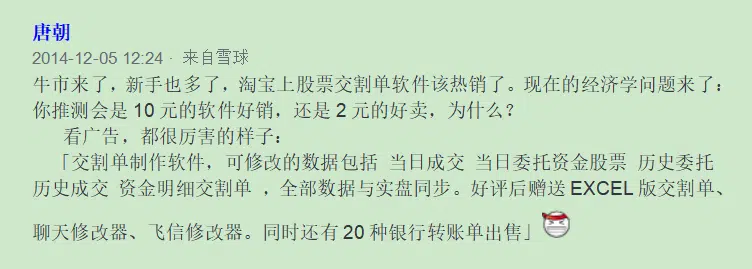 唐朝
2014-12-05 12:24 · 来自雪球
牛市来了，新手也多了，淘宝上股票交割单软件该热销了。现在的经济学问题来了：
你推测会是 10 元的软件好销，还是 2 元的好卖，为什么？
看广告，都很厉害的样子：
「交割单制作软件，可修改的数据包括 当日成交 当日委托资金股票 历史委托
历史成交 资金明细交割单 ，全部数据与实盘同步。好评后赠送 EXCEL 版交割单、
聊天修改器、飞信修改器。同时还有 20 种银行转账单出售」